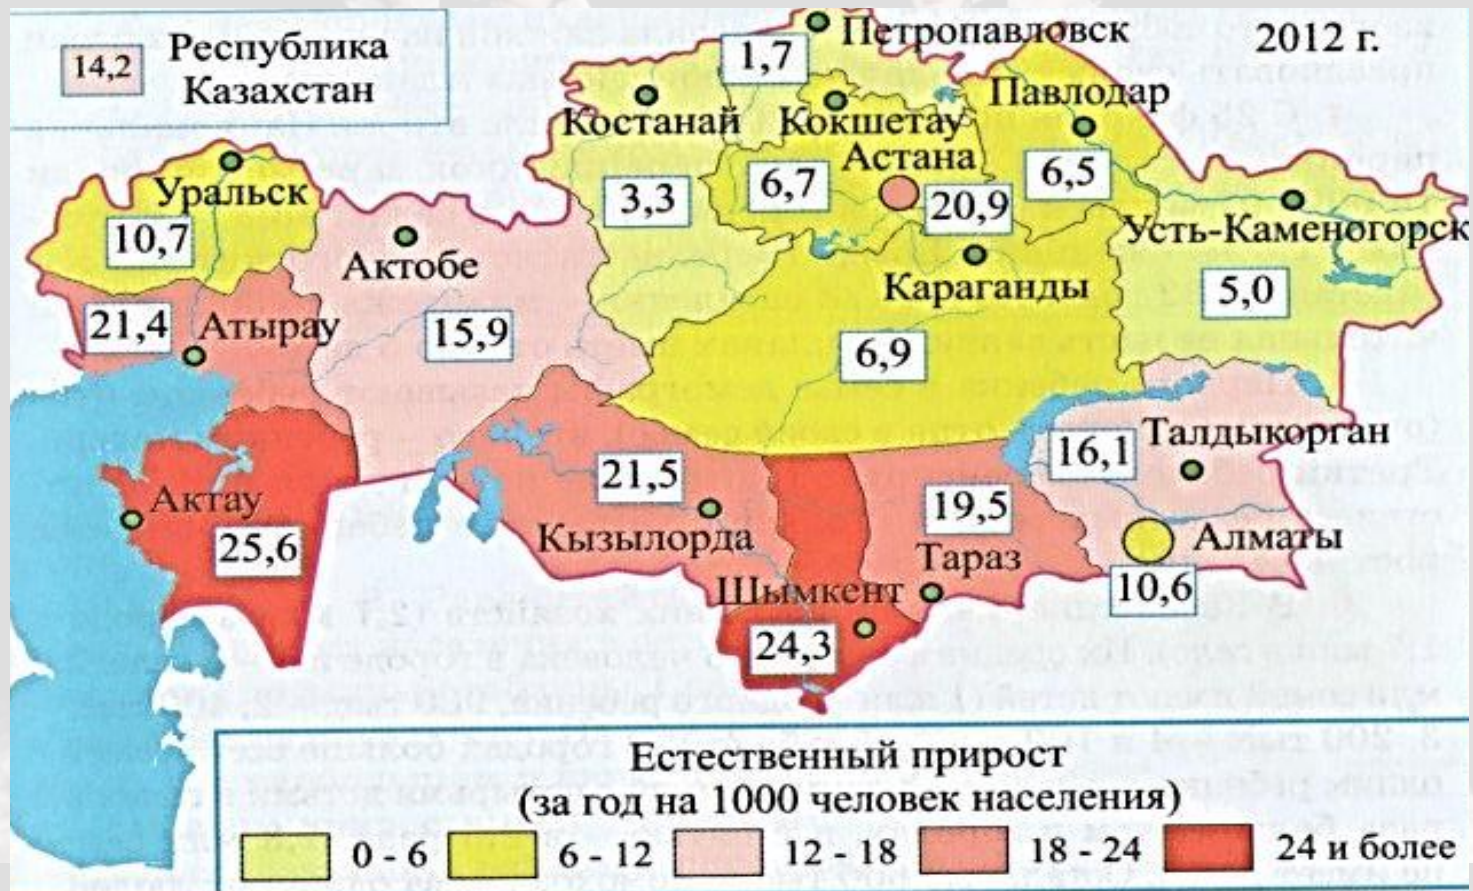 14,2
Республика
Казахстан
2012 г.
Петропавловск
1,7
Костанай
Кокшетау
Павлодар
Астана
3,3
6,7
20,9
6,5
Уральск
10,7
Усть-Каменогорск
Актобе
Караганды
5,0
21,4
Атырау
15,9
6,9
16,1
Талдыкорган
21,5
19,5
Актау
25,6
Кызылорда
Тараз
Алматы
10,6
Шымкент
24,3
Естественный прирост
(за год на 1000 человек населения)
0 - 6
6 - 12
12 - 18
18 - 24
24 и более